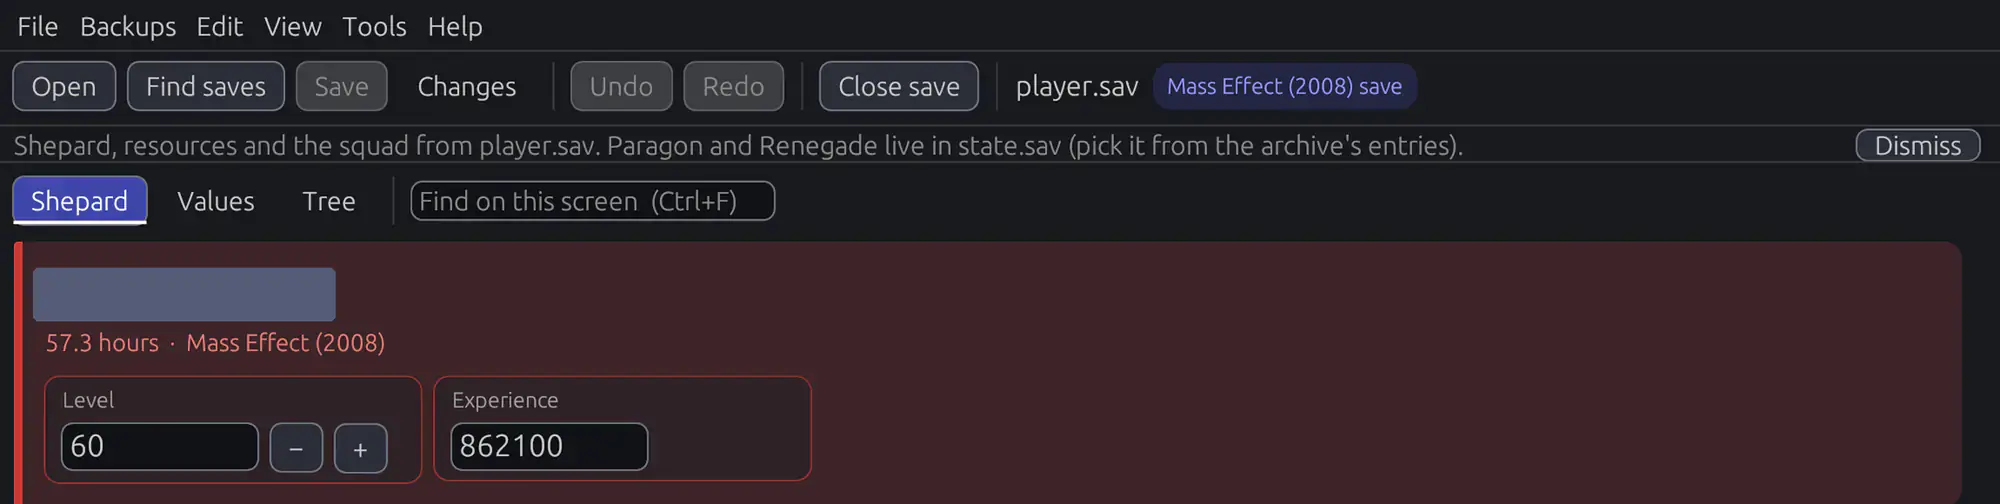 File Backups Edit View Tools Help
Open Find saves Save Changes Undo Redo Close save player.sav Mass Effect (2008) save
Shepard, resources and the squad from player.sav. Paragon and Renegade live in state.sav (pick it from the archive's entries). Dismiss
Shepard Values Tree Find on this screen (Ctrl+F)
57.3 hours · Mass Effect (2008)
Level Experience
60 − + 862100